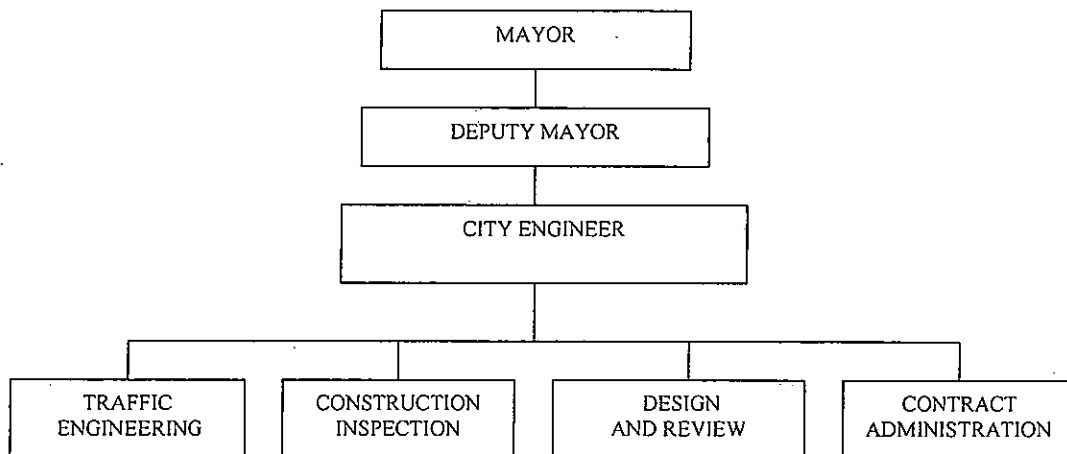 MAYOR
DEPUTY MAYOR
CITY ENGINEER
TRAFFIC
ENGINEERING
CONSTRUCTION
INSPECTION
DESIGN
AND REVIEW
CONTRACT
ADMINISTRATION